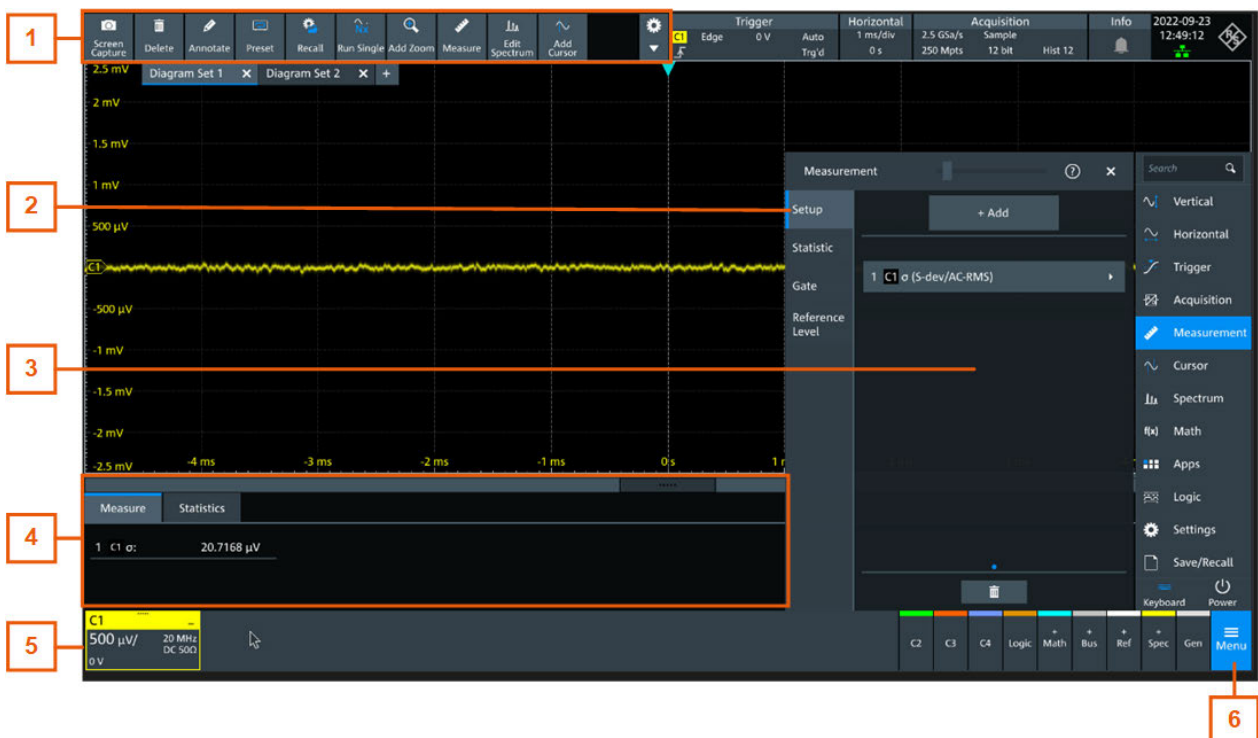 1
Screen Capture
Delete
Annotate
Preset
Recall
Run Single
Add Zoom
Measure
Edit Spectrum
Add Cursor
C1
Trigger
Edge
0 V
Auto
Trg'd
Horizontal
1 ms/div
0 s
Acquisition
2.5 GSa/s
Sample
250 Mpts
12 bit
Hist 12
Info
2022-09-23
12:49:12
R S
Diagram Set 1 X
Diagram Set 2 X
+
2.5 mV
2 mV
1.5 mV
1 mV
500 µV
C1
-500 µV
-1 mV
-1.5 mV
-2 mV
-2.5 mV
-4 ms
-3 ms
-2 ms
-1 ms
0 s
2
Measurement
?
Setup
Statistic
Gate
Reference Level
+ Add
1 C1 σ (S-dev/AC-RMS)
3
Search
Vertical
Horizontal
Trigger
Acquisition
Measurement
Cursor
Spectrum
f(x) Math
Apps
Logic
Settings
Save/Recall
Keyboard
Power
4
Measure
Statistics
1 C1 σ: 20.7168 µV
5
C1
500 µV/
20 MHz
DC 50Ω
0 V
C2
C3
C4
Logic
+ Math
+ Bus
+ Ref
+ Spec
Gen
Menu
6